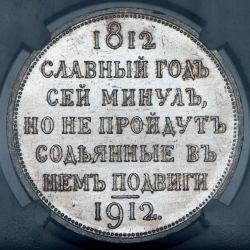 1812
СЛАВНЫЙ ГОДЪ
СЕЙ МИНУЛЪ,
НО НЕ ПРОЙДУТЪ
СОДѢЯННЫЕ ВЪ
НЕМЪ ПОДВИГИ
1912.